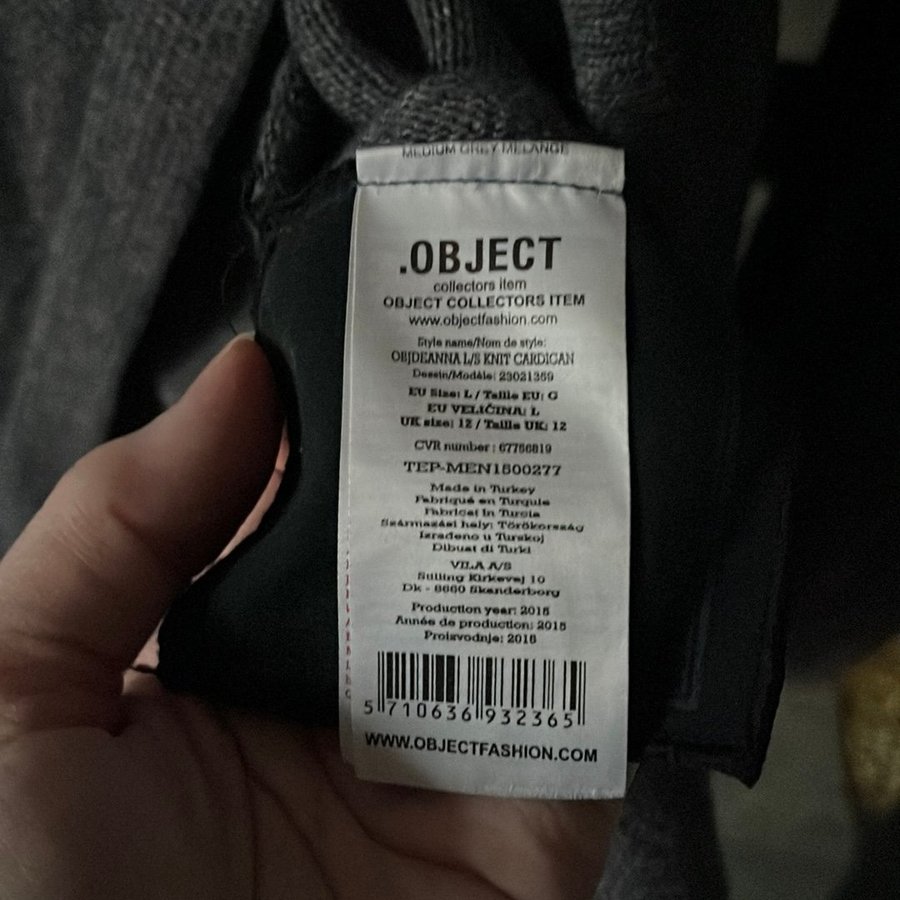 MEDIUM GREY MELANGE
.OBJECT
collectors item
OBJECT COLLECTORS ITEM
www.objectfashion.com
Style name/Nom de style:
OBJDEANNA L/S KNIT CARDIGAN
Dessin/Modèle: 23021359
EU Size: L / Taille EU: G
EU VELIČINA: L
UK size: 12 / Taille UK: 12
CVR number : 67756819
TEP-MEN1500277
Made in Turkey
Fabriqué en Turquie
Fabricat in Turcia
Származási hely: Törökország
Izrađeno u Turskoj
Dibuat di Turki
VILA A/S
Stilling Kirkevej 10
Dk - 8660 Skanderborg
Production year: 2015
Année de production: 2015
Proizvodnje: 2015
5 710636 932365
WWW.OBJECTFASHION.COM